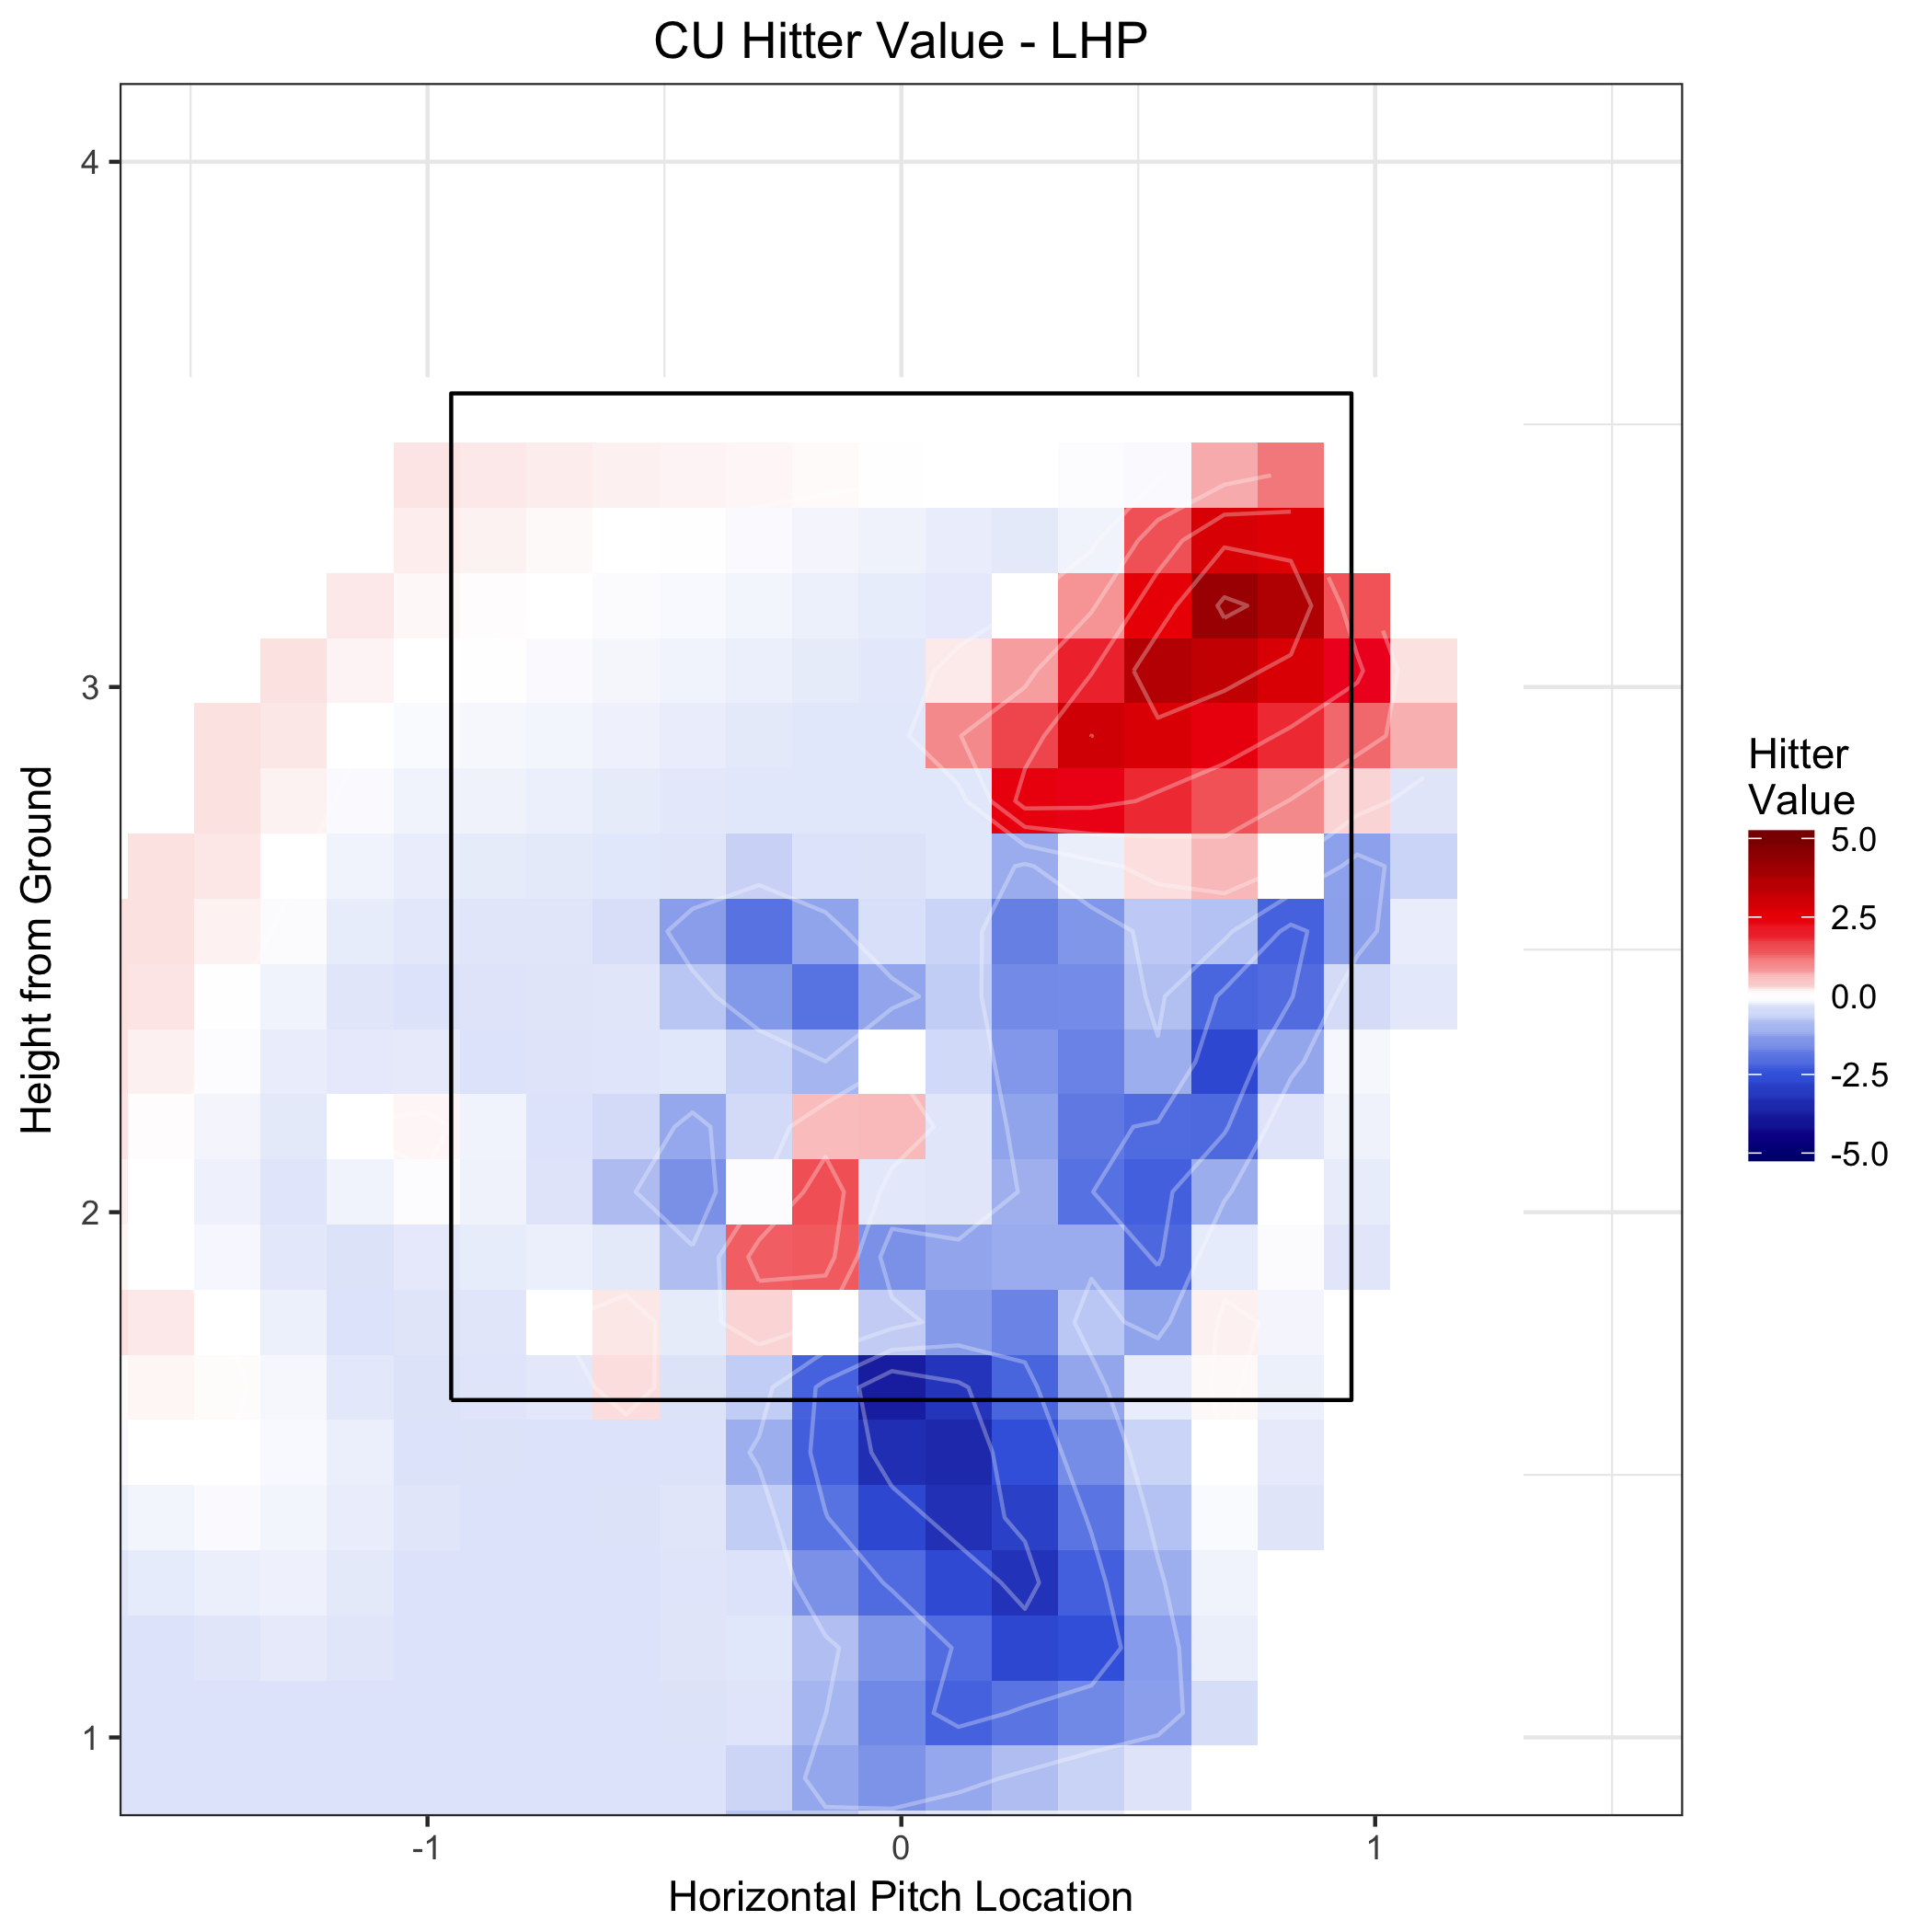 CU Hitter Value - LHP
4
3
2
1
Height from Ground
-1
0
1
Horizontal Pitch Location
Hitter
Value
5.0
2.5
0.0
-2.5
-5.0